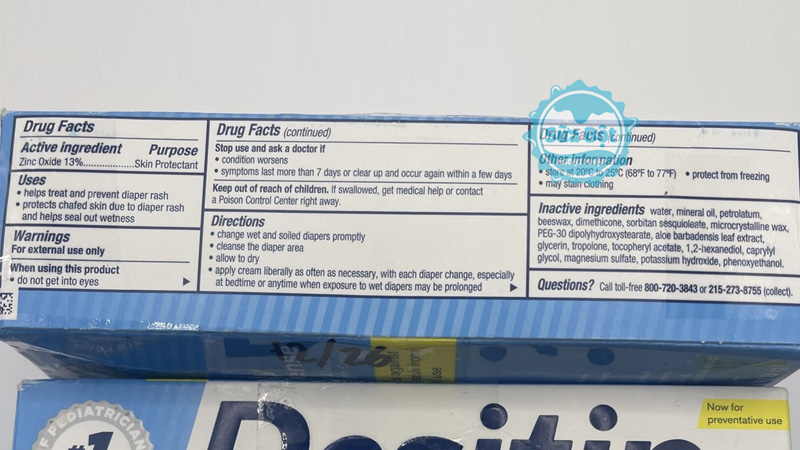 Drug Facts
Active ingredient Purpose
Zinc Oxide 13%....................Skin Protectant
Uses
• helps treat and prevent diaper rash
• protects chafed skin due to diaper rash
and helps seal out wetness
Warnings
For external use only
When using this product
• do not get into eyes
Drug Facts (continued)
Stop use and ask a doctor if
• condition worsens
• symptoms last more than 7 days or clear up and occur again within a few days
Keep out of reach of children. If swallowed, get medical help or contact
a Poison Control Center right away.
Directions
• change wet and soiled diapers promptly
• cleanse the diaper area
• allow to dry
• apply cream liberally as often as necessary, with each diaper change, especially
at bedtime or anytime when exposure to wet diapers may be prolonged
Drug Facts (continued)
Other information
• store at 20°C to 25°C (68°F to 77°F) • protect from freezing
• may stain clothing
Inactive ingredients water, mineral oil, petrolatum,
beeswax, dimethicone, sorbitan sesquioleate, microcrystalline wax,
PEG-30 dipolyhydroxystearate, aloe barbadensis leaf extract,
glycerin, tropolone, tocopheryl acetate, 1,2-hexanediol, caprylyl
glycol, magnesium sulfate, potassium hydroxide, phenoxyethanol.
Questions? Call toll-free 800-720-3843 or 215-273-8755 (collect).
12/26
PEDIATRICIAN
#1
Desitin
Now for
preventative use